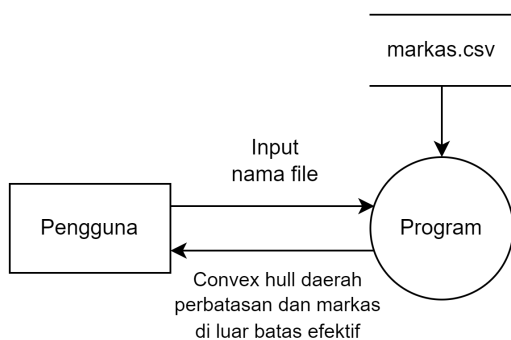 markas.csv
Input
nama file
Pengguna
Program
Convex hull daerah
perbatasan dan markas
di luar batas efektif